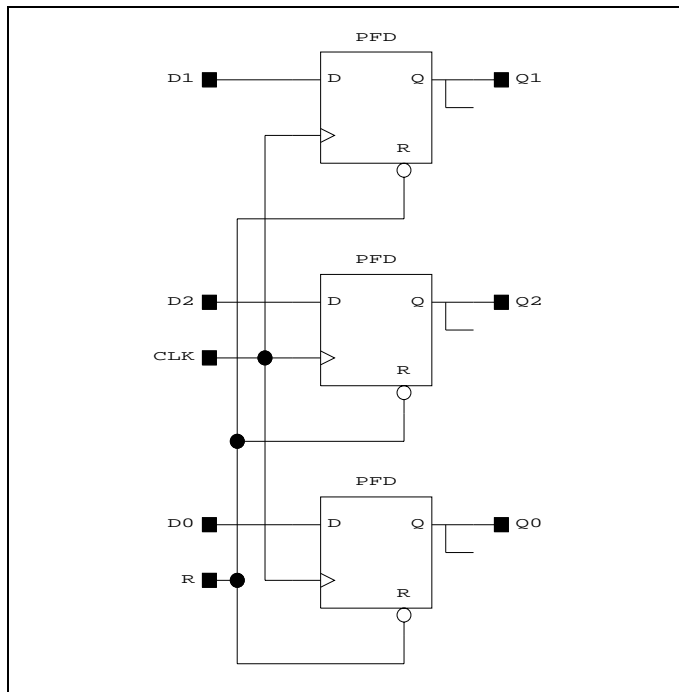 PFD
D1 D Q Q1
R
PFD
D2 D Q Q2
CLK
R
PFD
D0 D Q Q0
R R